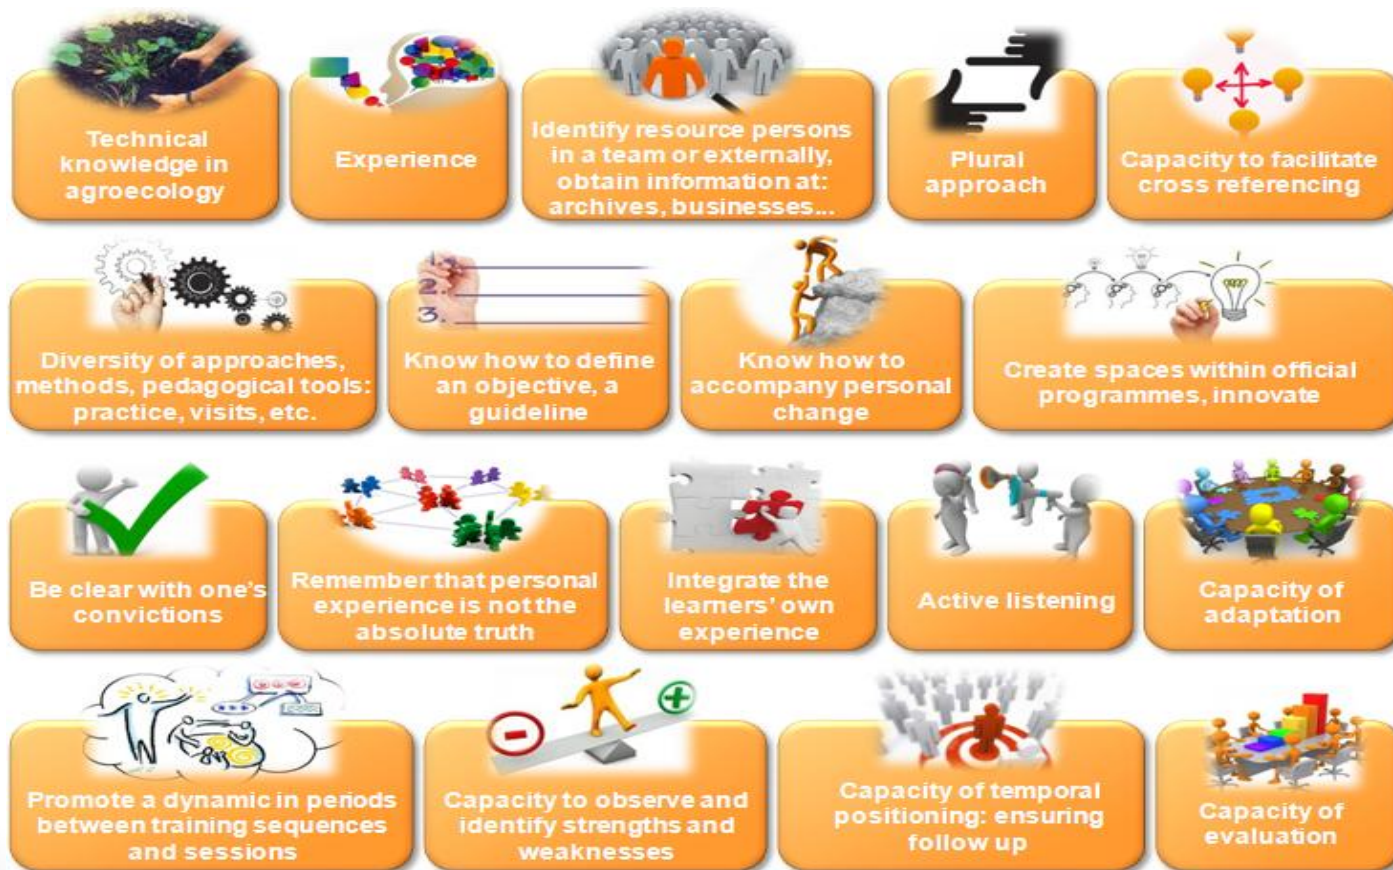 Technical
knowledge in
agroecology
Experience
Identify resource persons
in a team or externally,
obtain information at:
archives, businesses...
Plural
approach
Capacity to facilitate
cross referencing
Diversity of approaches,
methods, pedagogical tools:
practice, visits, etc.
1.
2.
3.
Know how to define
an objective, a
guideline
Know how to
accompany personal
change
Create spaces within official
programmes, innovate
Be clear with one's
convictions
Remember that personal
experience is not the
absolute truth
Integrate the
learners' own
experience
Active listening
Capacity of
adaptation
Promote a dynamic in periods
between training sequences
and sessions
Capacity to observe and
identify strengths and
weaknesses
Capacity of temporal
positioning: ensuring
follow up
Capacity of
evaluation